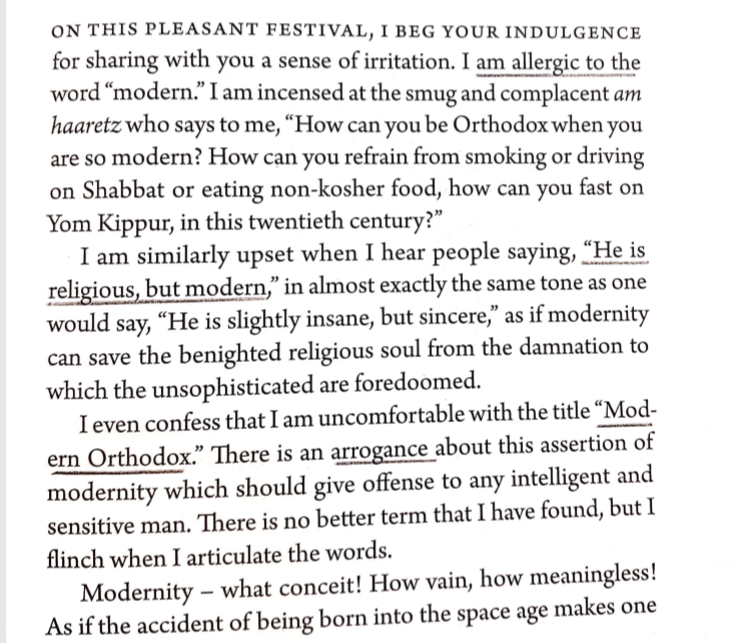 ON THIS PLEASANT FESTIVAL, I BEG YOUR INDULGENCE
for sharing with you a sense of irritation. I am allergic to the
word “modern.” I am incensed at the smug and complacent am
haaretz who says to me, “How can you be Orthodox when you
are so modern? How can you refrain from smoking or driving
on Shabbat or eating non-kosher food, how can you fast on
Yom Kippur, in this twentieth century?”
I am similarly upset when I hear people saying, “He is
religious, but modern,” in almost exactly the same tone as one
would say, “He is slightly insane, but sincere,” as if modernity
can save the benighted religious soul from the damnation to
which the unsophisticated are foredoomed.
I even confess that I am uncomfortable with the title “Mod-
ern Orthodox.” There is an arrogance about this assertion of
modernity which should give offense to any intelligent and
sensitive man. There is no better term that I have found, but I
flinch when I articulate the words.
Modernity – what conceit! How vain, how meaningless!
As if the accident of being born into the space age makes one